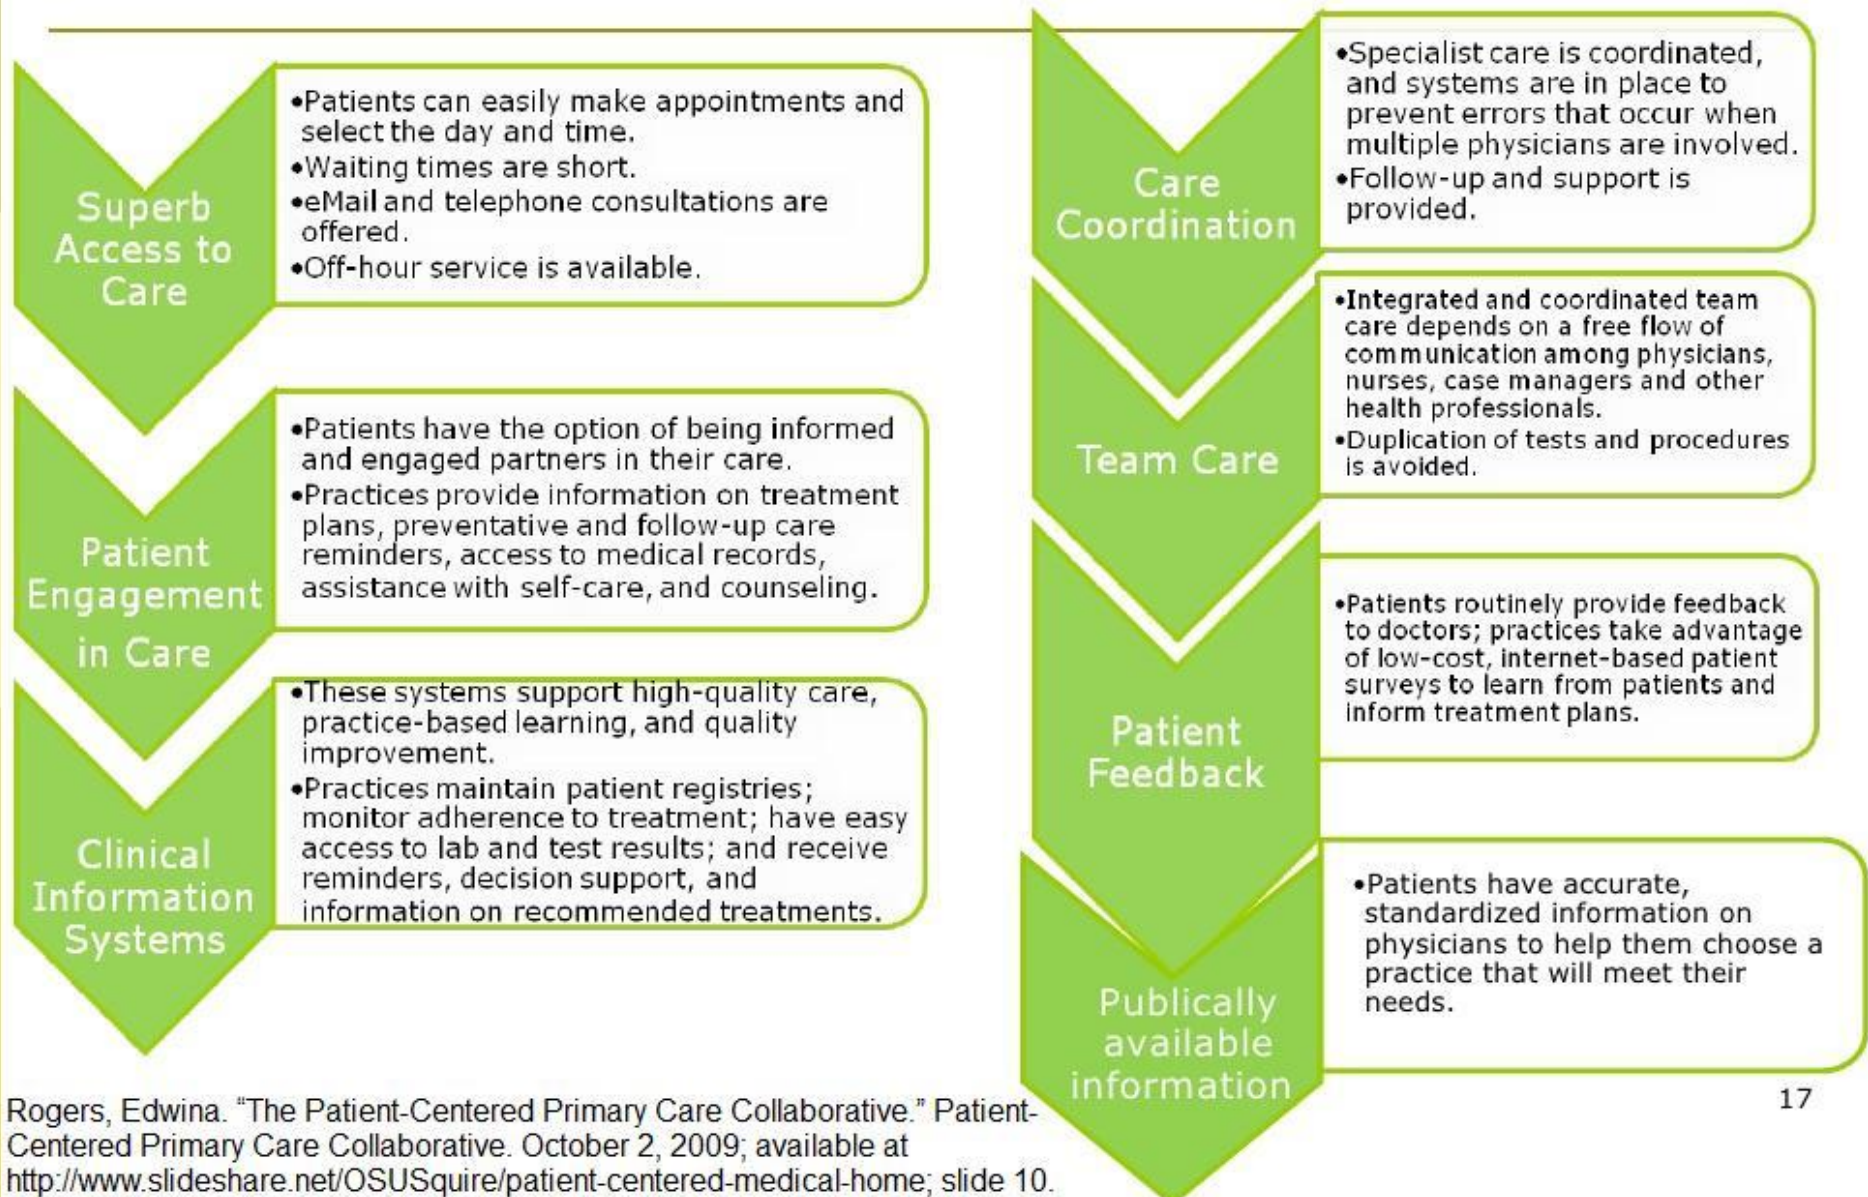 Superb
Access to
Care
•Patients can easily make appointments and
select the day and time.
•Waiting times are short.
•eMail and telephone consultations are
offered.
•Off-hour service is available.
Patient
Engagement
in Care
•Patients have the option of being informed
and engaged partners in their care.
•Practices provide information on treatment
plans, preventative and follow-up care
reminders, access to medical records,
assistance with self-care, and counseling.
Clinical
Information
Systems
•These systems support high-quality care,
practice-based learning, and quality
improvement.
•Practices maintain patient registries;
monitor adherence to treatment; have easy
access to lab and test results; and receive
reminders, decision support, and
information on recommended treatments.
Care
Coordination
•Specialist care is coordinated,
and systems are in place to
prevent errors that occur when
multiple physicians are involved.
•Follow-up and support is
provided.
Team Care
•Integrated and coordinated team
care depends on a free flow of
communication among physicians,
nurses, case managers and other
health professionals.
•Duplication of tests and procedures
is avoided.
Patient
Feedback
•Patients routinely provide feedback
to doctors; practices take advantage
of low-cost, internet-based patient
surveys to learn from patients and
inform treatment plans.
Publically
available
information
•Patients have accurate,
standardized information on
physicians to help them choose a
practice that will meet their
needs.
Rogers, Edwina. “The Patient-Centered Primary Care Collaborative.” Patient-
Centered Primary Care Collaborative. October 2, 2009; available at
http://www.slideshare.net/OSUSquire/patient-centered-medical-home; slide 10.
17